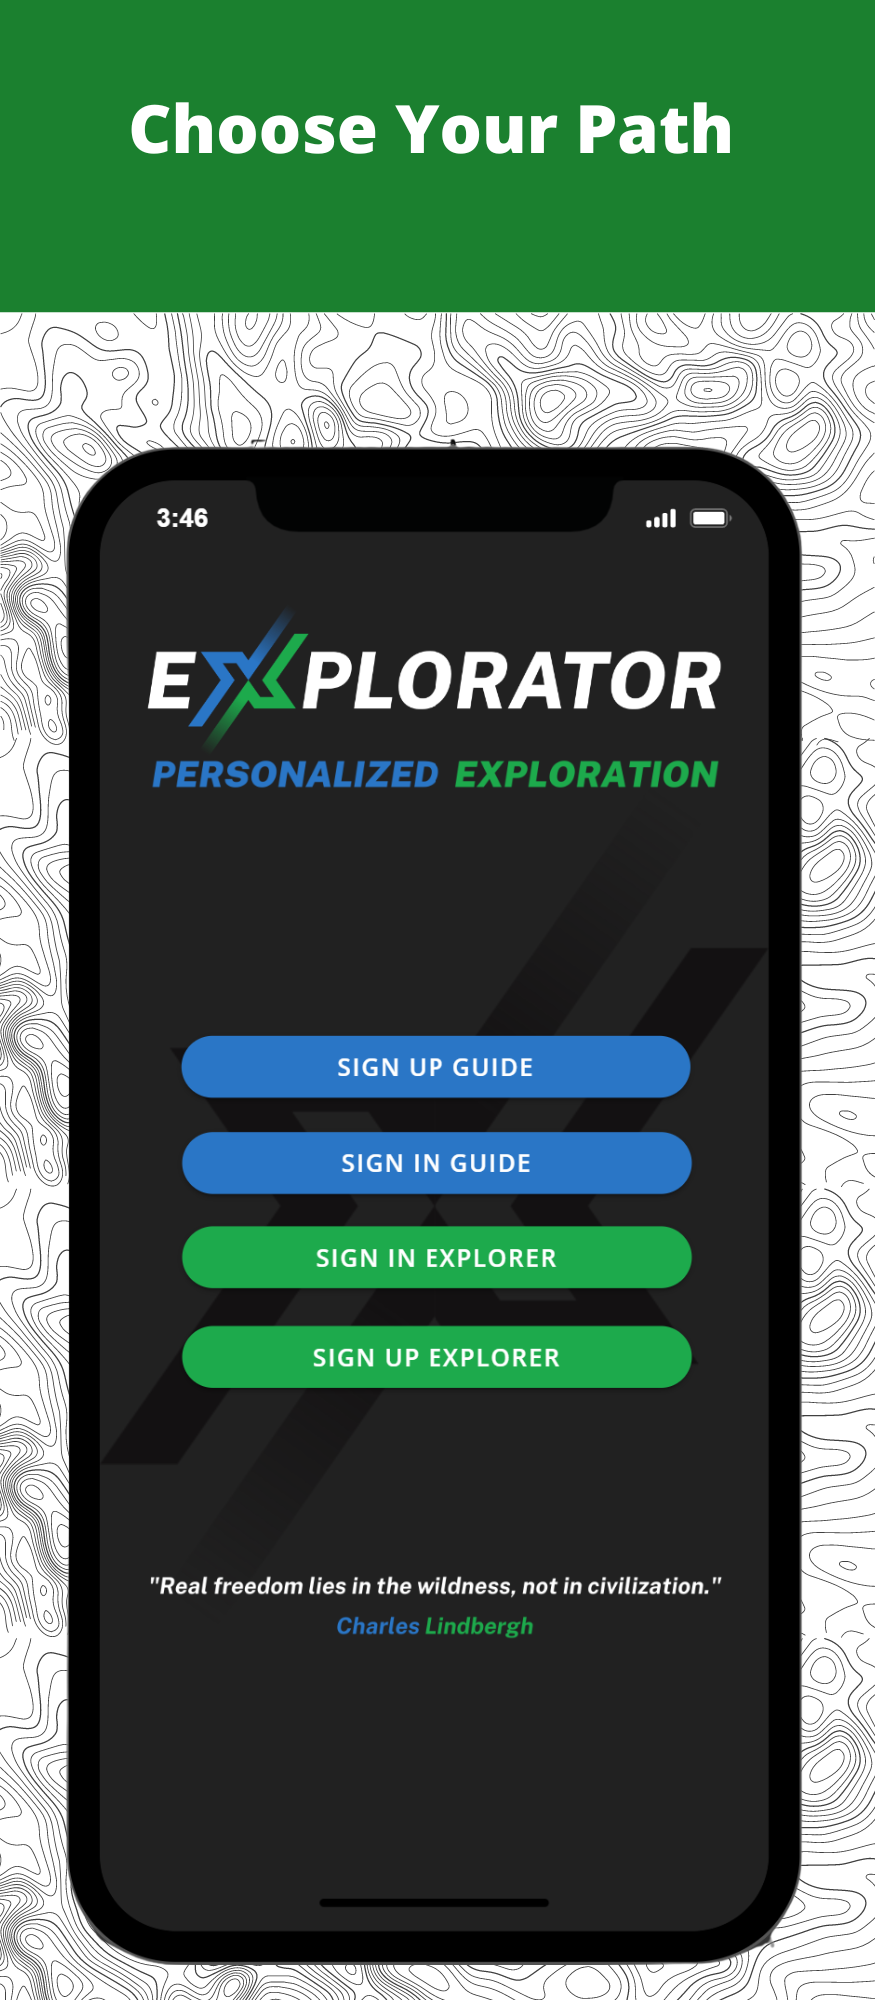 Choose Your Path
3:46
EXPLORATOR
PERSONALIZED EXPLORATION
SIGN UP GUIDE
SIGN IN GUIDE
SIGN IN EXPLORER
SIGN UP EXPLORER
"Real freedom lies in the wildness, not in civilization."
Charles Lindbergh